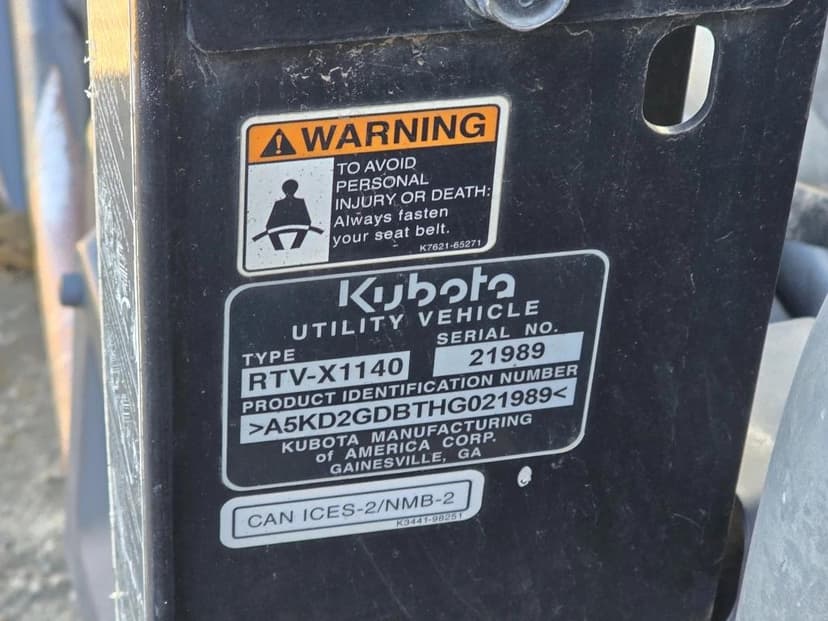 WARNING
TO AVOID
PERSONAL
INJURY OR DEATH:
Always fasten
your seat belt.
K7621-65271
Kubota
UTILITY VEHICLE
TYPE
SERIAL NO.
RTV-X1140
21989
PRODUCT IDENTIFICATION NUMBER
>A5KD2GDBTHG021989<
KUBOTA MANUFACTURING
of AMERICA CORP.
GAINESVILLE, GA
CAN ICES-2/NMB-2
K3441-98251